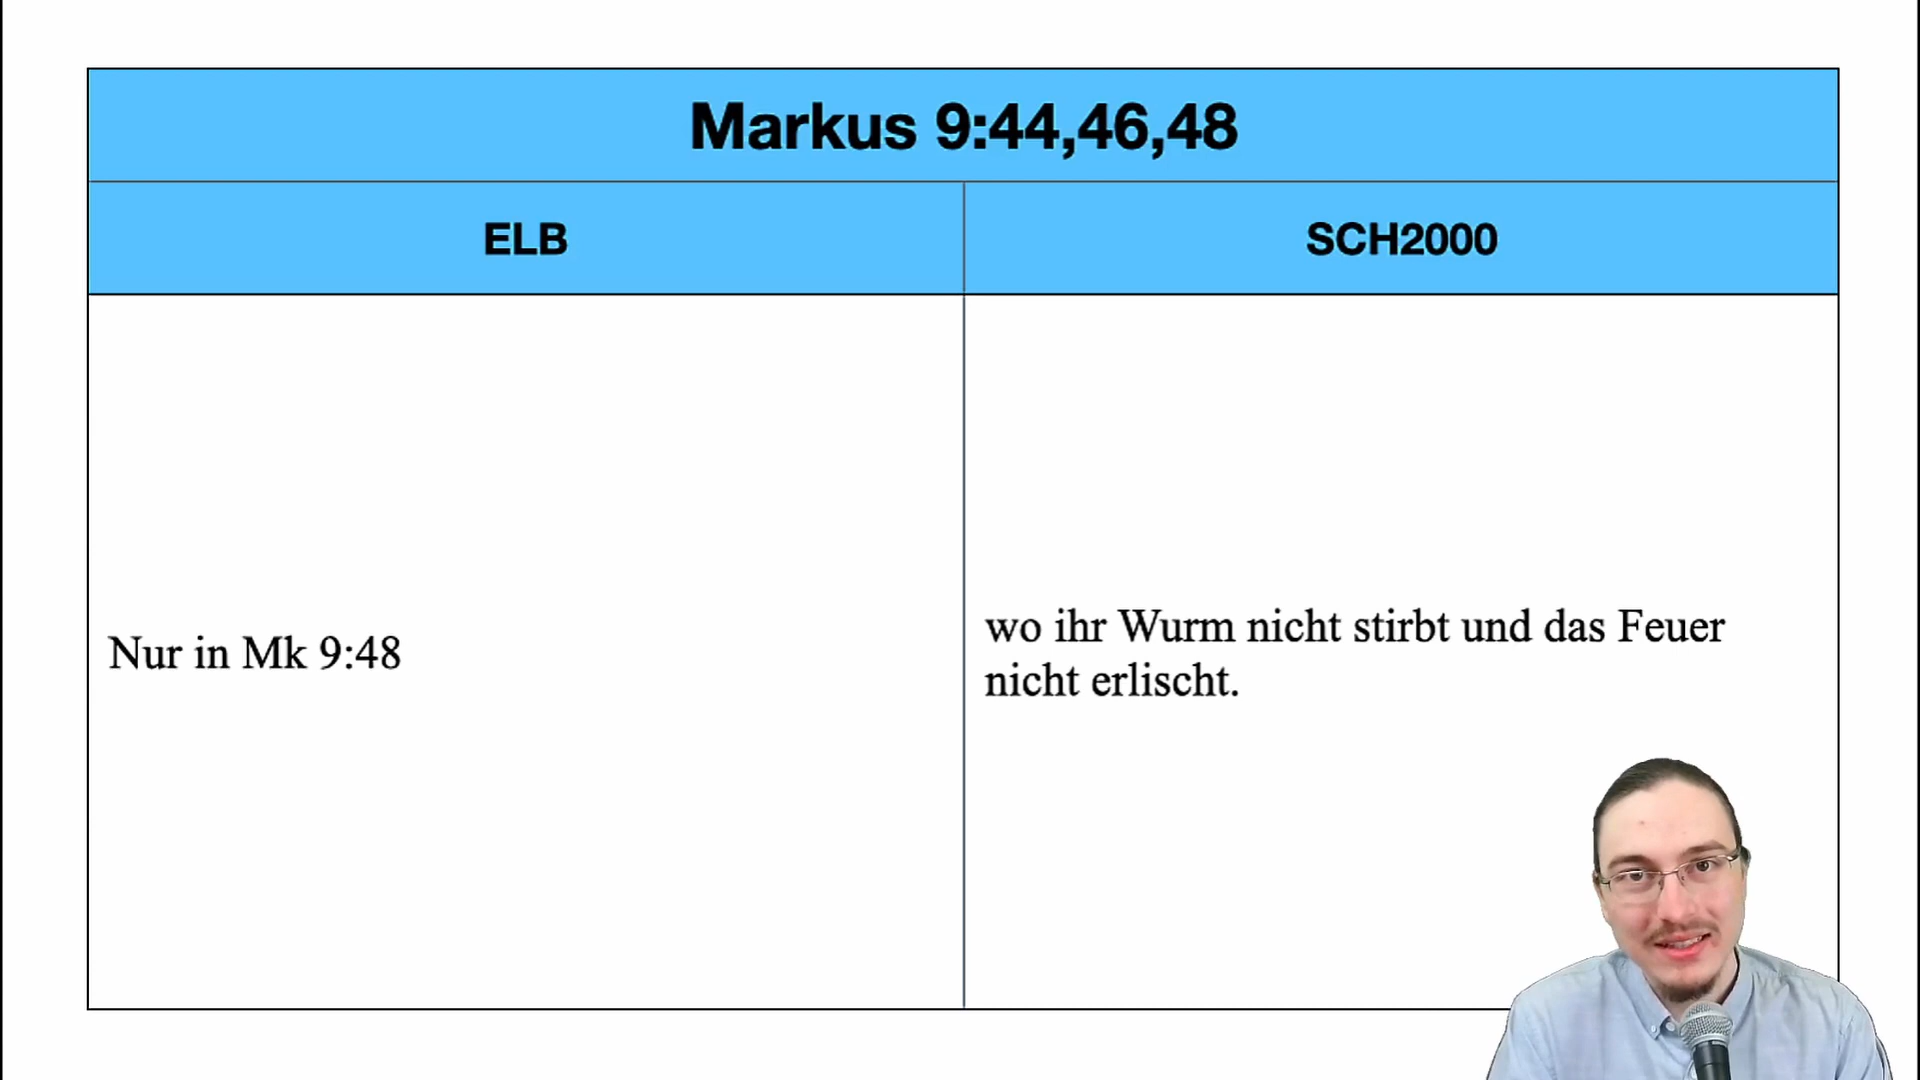 Markus 9:44,46,48
ELB
SCH2000
Nur in Mk 9:48
wo ihr Wurm nicht stirbt und das Feuer
nicht erlischt.